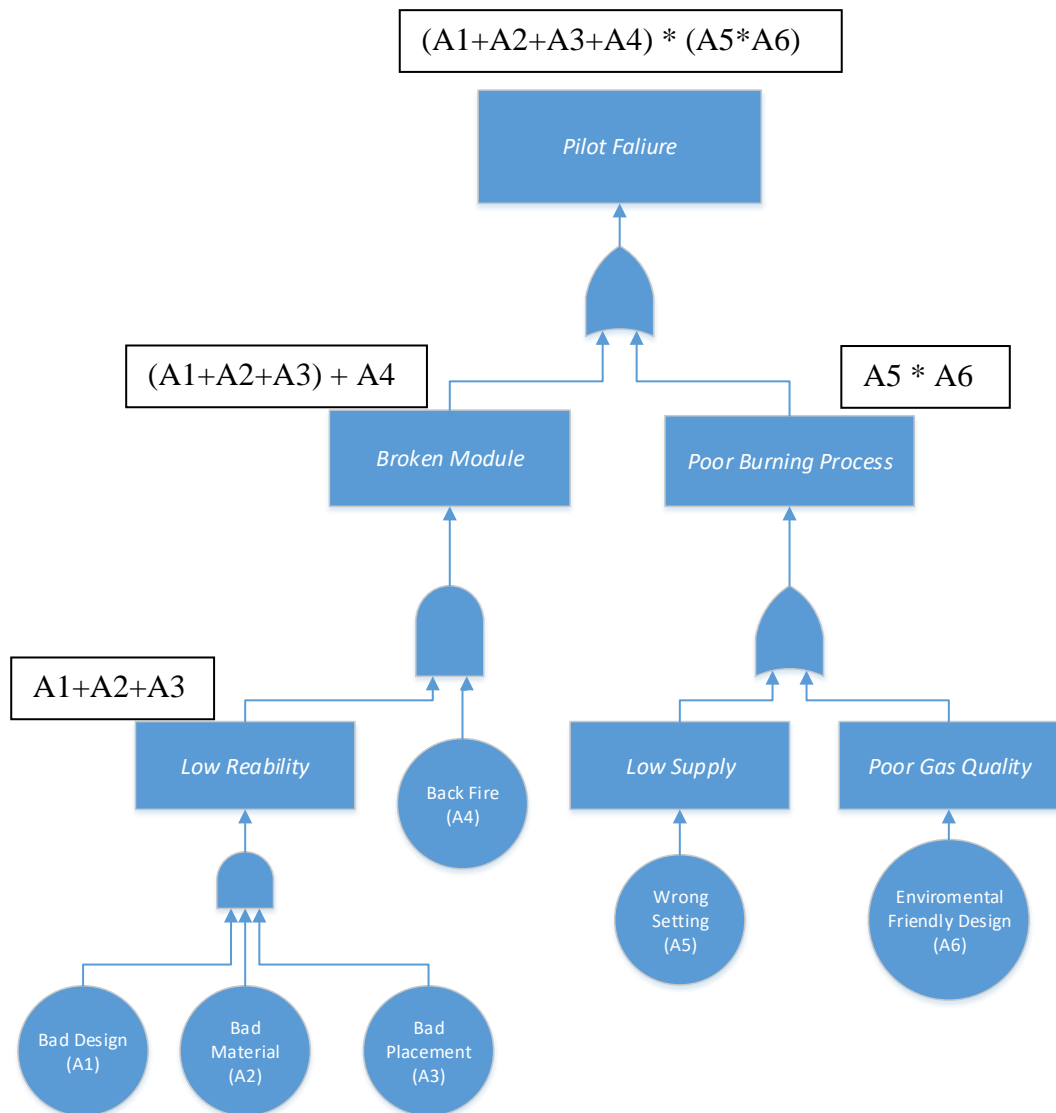 (A1+A2+A3+A4) * (A5*A6)
Pilot Faliure
(A1+A2+A3) + A4
A5 * A6
Broken Module
Poor Burning Process
A1+A2+A3
Low Reability
Back Fire
(A4)
Low Supply
Poor Gas Quality
Wrong
Setting
(A5)
Enviromental
Friendly Design
(A6)
Bad Design
(A1)
Bad
Material
(A2)
Bad
Placement
(A3)